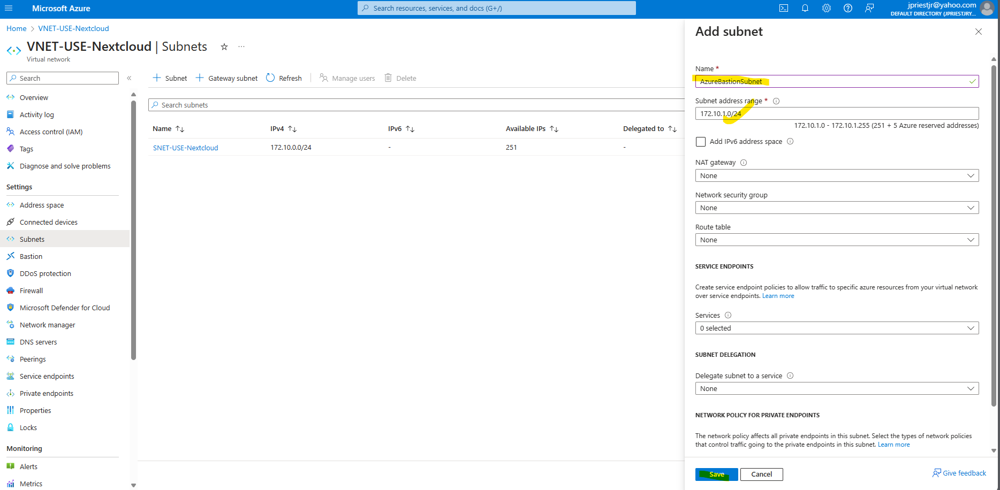 Microsoft Azure
Search resources, services, and docs (G+/)
jpriestjr@yahoo.com
DEFAULT DIRECTORY (JPRIESTJRY...
Home > VNET-USE-Nextcloud
VNET-USE-Nextcloud | Subnets
Virtual network
Search
Overview
Activity log
Access control (IAM)
Tags
Diagnose and solve problems
Settings
Address space
Connected devices
Subnets
Bastion
DDoS protection
Firewall
Microsoft Defender for Cloud
Network manager
DNS servers
Peerings
Service endpoints
Private endpoints
Properties
Locks
Monitoring
Alerts
Metrics
+ Subnet + Gateway subnet Refresh Manage users Delete
Search subnets
Name IPv4 IPv6 Available IPs Delegated to
SNET-USE-Nextcloud 172.10.0.0/24 - 251 -
Add subnet
Name *
AzureBastionSubnet
Subnet address range *
172.10.1.0/24
172.10.1.0 - 172.10.1.255 (251 + 5 Azure reserved addresses)
Add IPv6 address space
NAT gateway
None
Network security group
None
Route table
None
SERVICE ENDPOINTS
Create service endpoint policies to allow traffic to specific azure resources from your virtual network
over service endpoints. Learn more
Services
0 selected
SUBNET DELEGATION
Delegate subnet to a service
None
NETWORK POLICY FOR PRIVATE ENDPOINTS
The network policy affects all private endpoints in this subnet. Select the types of network policies
that control traffic going to the private endpoints in this subnet. Learn more
Save Cancel
Give feedback